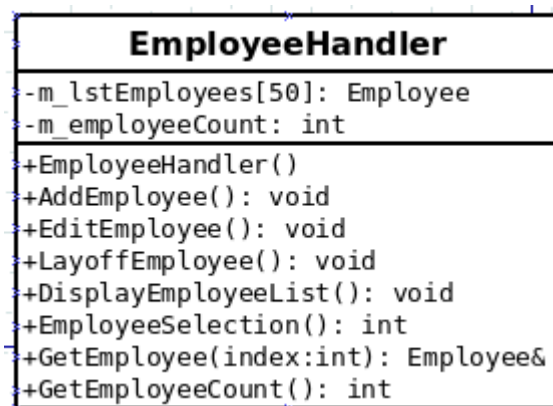 EmployeeHandler
-m_lstEmployees[50]: Employee
-m_employeeCount: int
+EmployeeHandler()
+AddEmployee(): void
+EditEmployee(): void
+LayoffEmployee(): void
+DisplayEmployeeList(): void
+EmployeeSelection(): int
+GetEmployee(index:int): Employee&
+GetEmployeeCount(): int